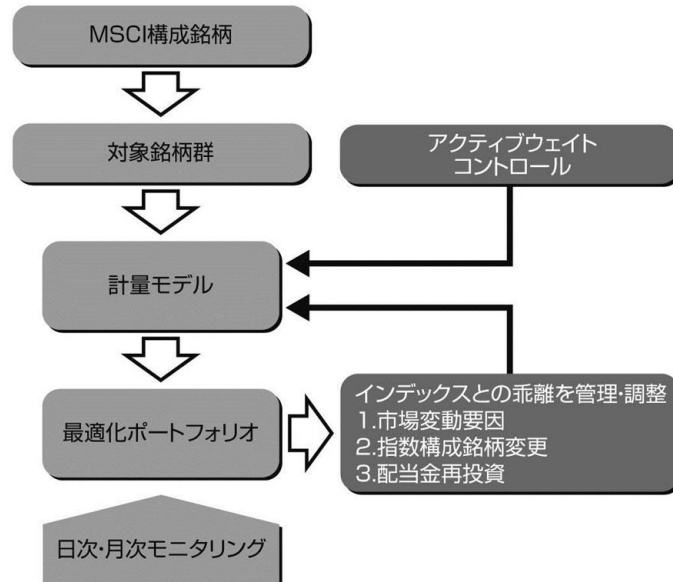 MSCI構成銘柄
対象銘柄群
アクティブウェイト
コントロール
計量モデル
最適化ポートフォリオ
インデックスとの乖離を管理・調整
1.市場変動要因
2.指数構成銘柄変更
3.配当金再投資
日次・月次モニタリング